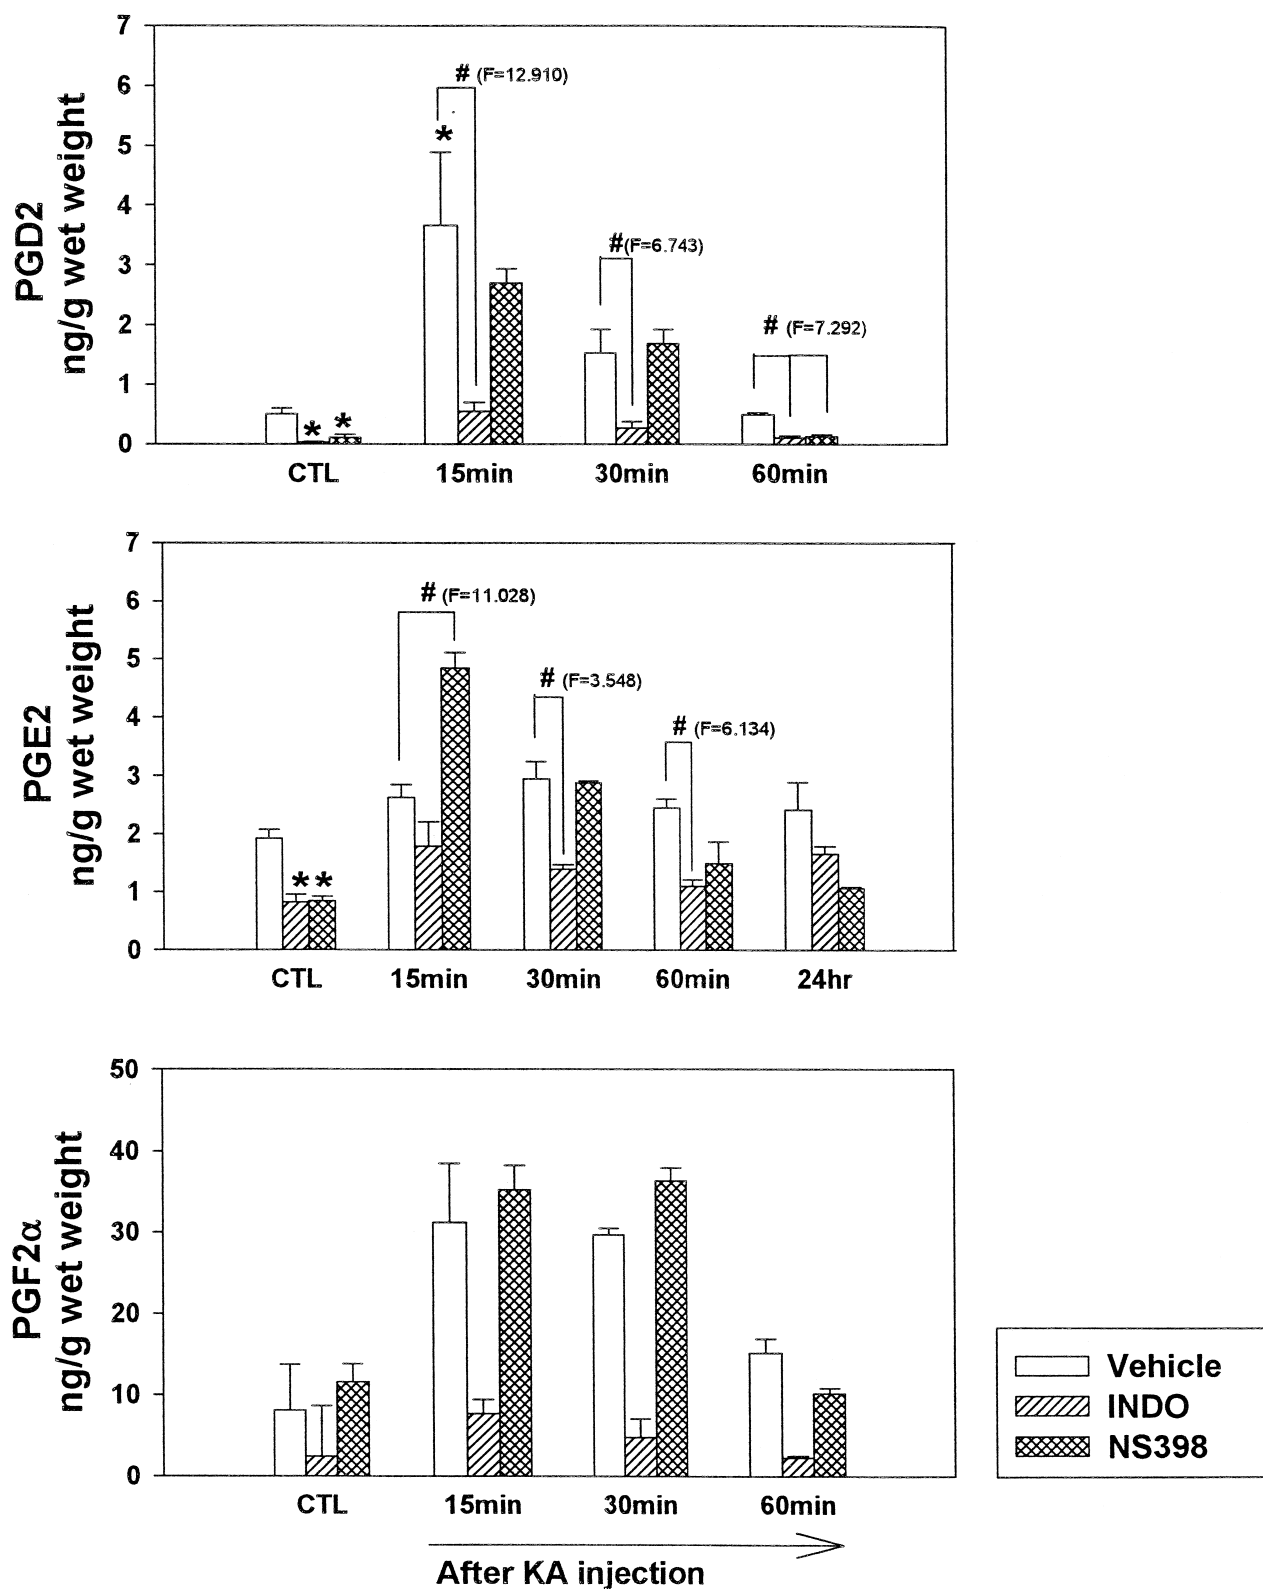 PGD2
ng/g wet weight
7
6
5
4
3
2
1
0
# (F=12.910)
*
#(F=6.743)
# (F=7.292)
* *
CTL 15min 30min 60min
PGE2
ng/g wet weight
7
6
5
4
3
2
1
0
# (F=11.028)
# (F=3.548)
# (F=6.134)
**
CTL 15min 30min 60min 24hr
PGF2α
ng/g wet weight
50
40
30
20
10
0
CTL 15min 30min 60min
After KA injection
Vehicle
INDO
NS398